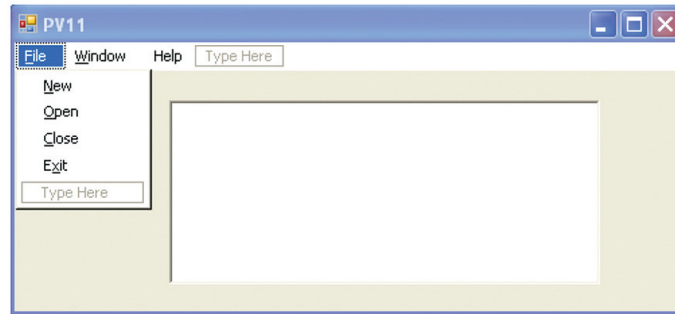 PV11
File Window Help Type Here
New
Open
Close
Exit
Type Here